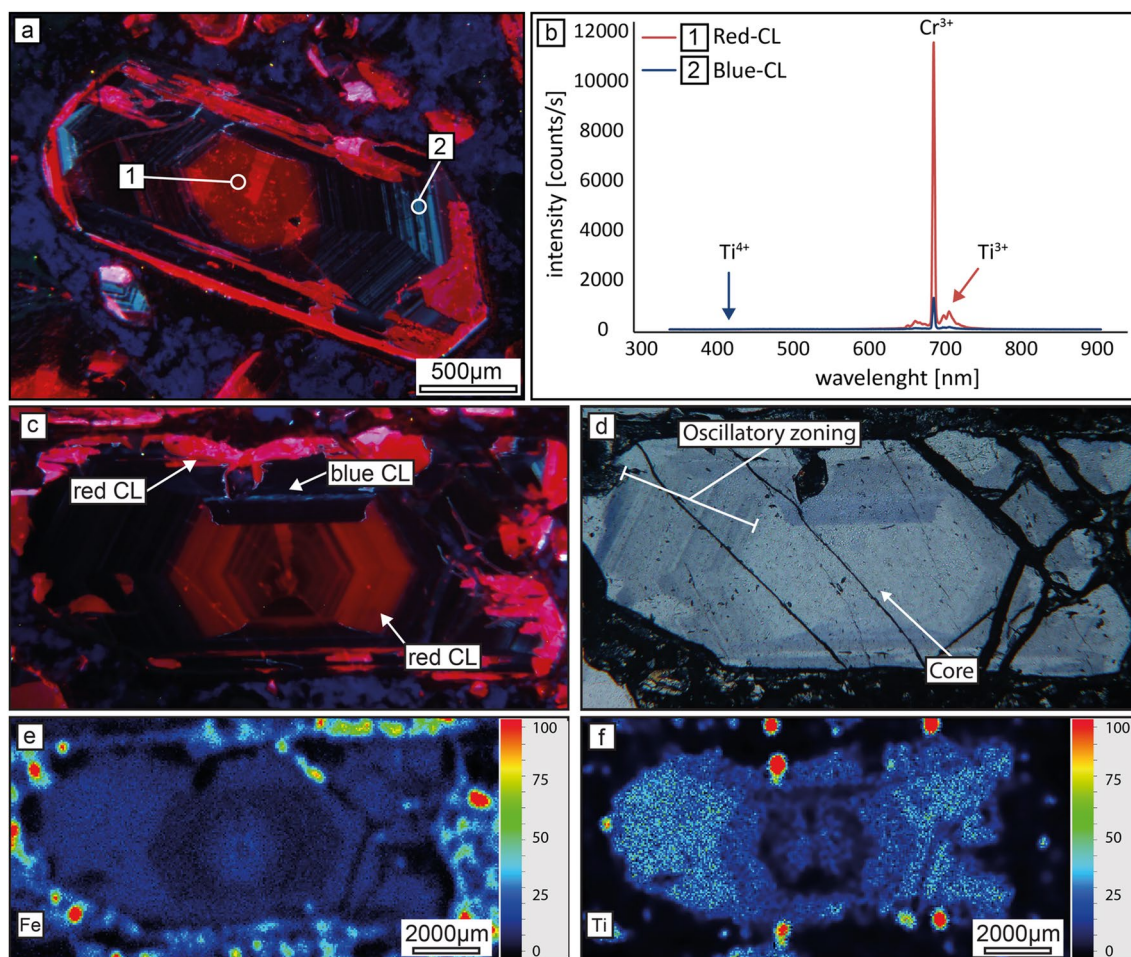 a
1
2
500µm
b
1 Red-CL
2 Blue-CL
Cr³⁺
Ti⁴⁺
Ti³⁺
intensity [counts/s]
12000
10000
8000
6000
4000
2000
0
300 400 500 600 700 800 900
wavelenght [nm]
c
red CL
blue CL
red CL
d
Oscillatory zoning
Core
e
100
75
50
25
0
Fe
2000µm
f
100
75
50
25
0
Ti
2000µm